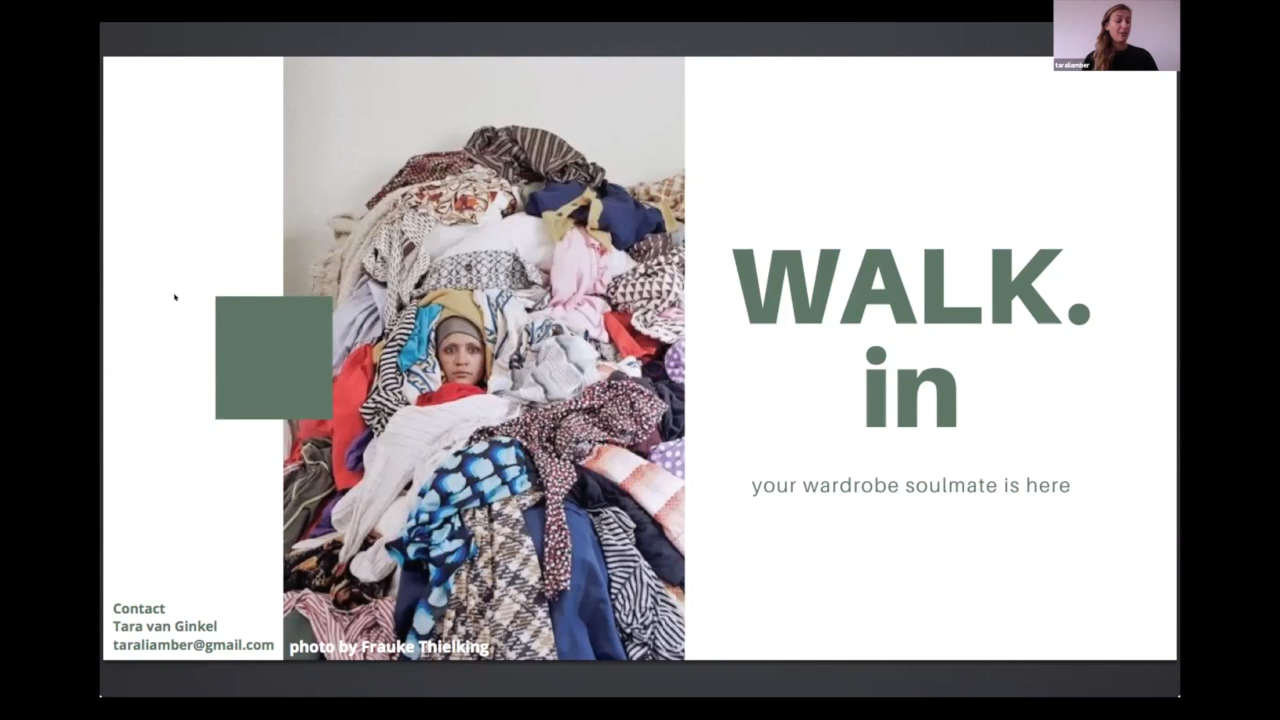 taraliamber
WALK.
in
your wardrobe soulmate is here
Contact
Tara van Ginkel
taraliamber@gmail.com
photo by Frauke Thielking